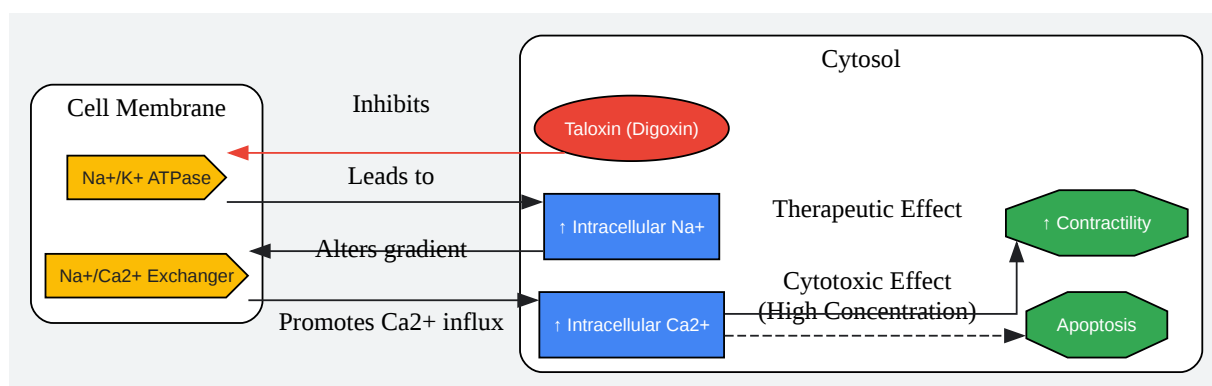 Cytosol
Cell Membrane
Inhibits
Taloxin (Digoxin)
Na+/K+ ATPase
Leads to
↑ Intracellular Na+
Therapeutic Effect
↑ Contractility
Alters gradient
Na+/Ca2+ Exchanger
Cytotoxic Effect
(High Concentration)
Promotes Ca2+ influx
↑ Intracellular Ca2+
Apoptosis